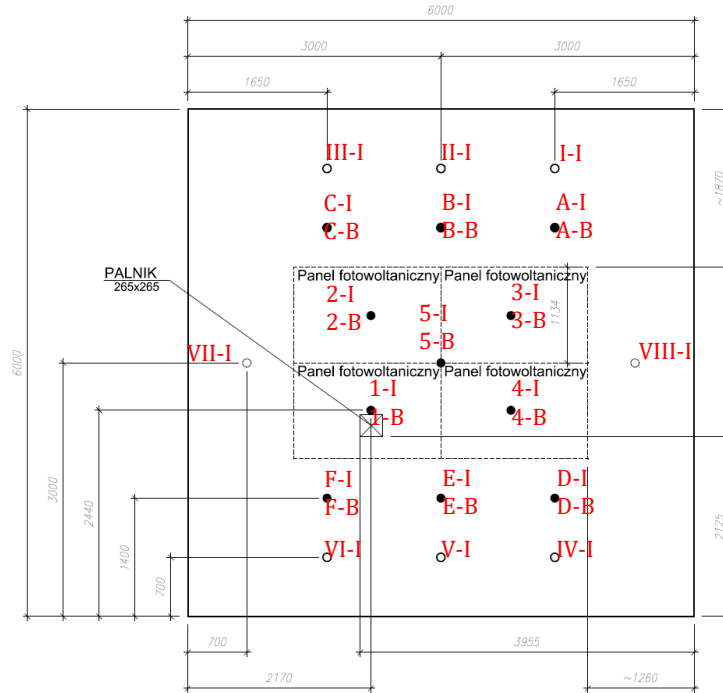 6000
3000 3000
1650 1650
III-I II-I I-I
C-I B-I A-I
C-B B-B A-B
~1870
Panel fotowoltaniczny Panel fotowoltaniczny
PALNIK
265x265
2-I 3-I
2-B 3-B
5-I
5-B
1134
6000
VII-I VIII-I
Panel fotowoltaniczny Panel fotowoltaniczny
1-I 4-I
1-B 4-B
3000
2440
1400
700
F-I E-I D-I
F-B E-B D-B
2125
VI-I V-I IV-I
700 3955
2170 ~1260